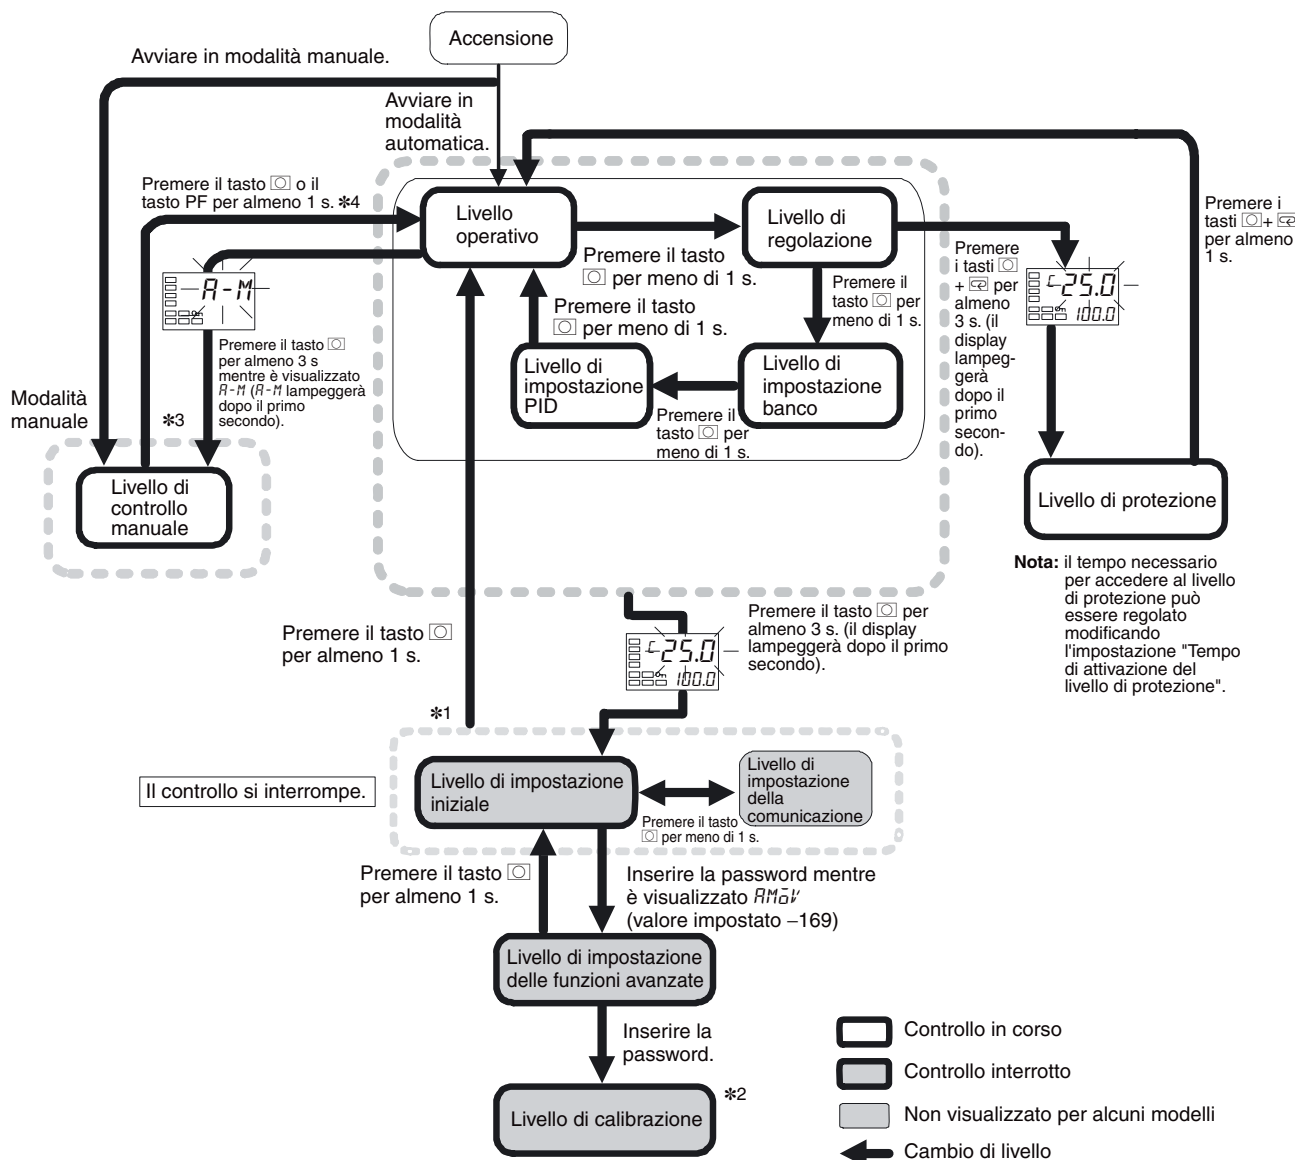 Accensione
Avviare in modalità manuale.
Avviare in
modalità
automatica.
Premere il tasto o il
tasto PF per almeno 1 s. ✻4
Livello
operativo
Livello di
regolazione
Premere i
tasti +
per almeno
1 s.
Premere il tasto
per meno di 1 s.
Premere
i tasti
+ per
almeno
3 s. (il
display
lampeg-
gerà
dopo il
primo
secon-
do).
A-M
C 25.0
100.0
Premere il
tasto per
meno di 1 s.
Premere il tasto
per meno di 1 s.
Premere il tasto
per almeno 3 s
mentre è visualizzato
A-M (A-M lampeggerà
dopo il primo
secondo).
Livello di
impostazione
PID
Livello di
impostazione
banco
Premere il
tasto per
meno di 1 s.
Modalità
manuale
✻3
Livello di
controllo
manuale
Livello di protezione
Nota: il tempo necessario
per accedere al livello
di protezione può
essere regolato
modificando
l'impostazione "Tempo
di attivazione del
livello di protezione".
Premere il tasto
per almeno 1 s.
Premere il tasto per
almeno 3 s. (il display
lampeggerà dopo il primo
secondo).
C 25.0
100.0
✻1
Il controllo si interrompe.
Livello di impostazione
iniziale
Livello di
impostazione
della
comunicazione
Premere il tasto
per meno di 1 s.
Premere il tasto
per almeno 1 s.
Inserire la password mentre
è visualizzato AMoV
(valore impostato –169)
Livello di impostazione
delle funzioni avanzate
Inserire la
password.
Livello di calibrazione
✻2
Controllo in corso
Controllo interrotto
Non visualizzato per alcuni modelli
Cambio di livello